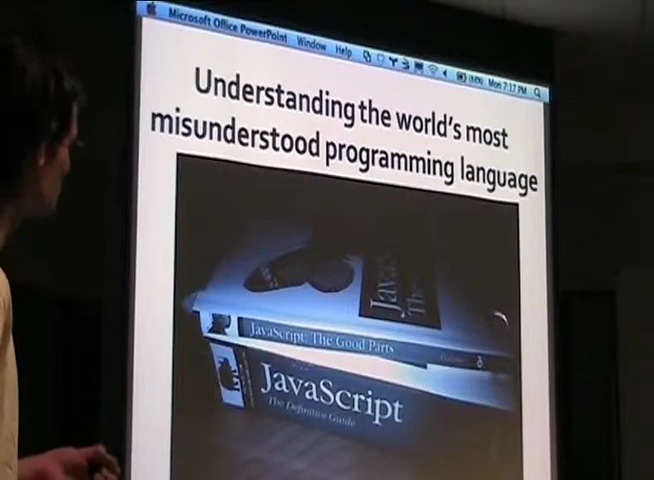 Microsoft Office PowerPoint Window Help Mon 7:17 PM
Understanding the world's most
misunderstood programming language
JavaScript: The Good Parts
JavaScript
The Definitive Guide